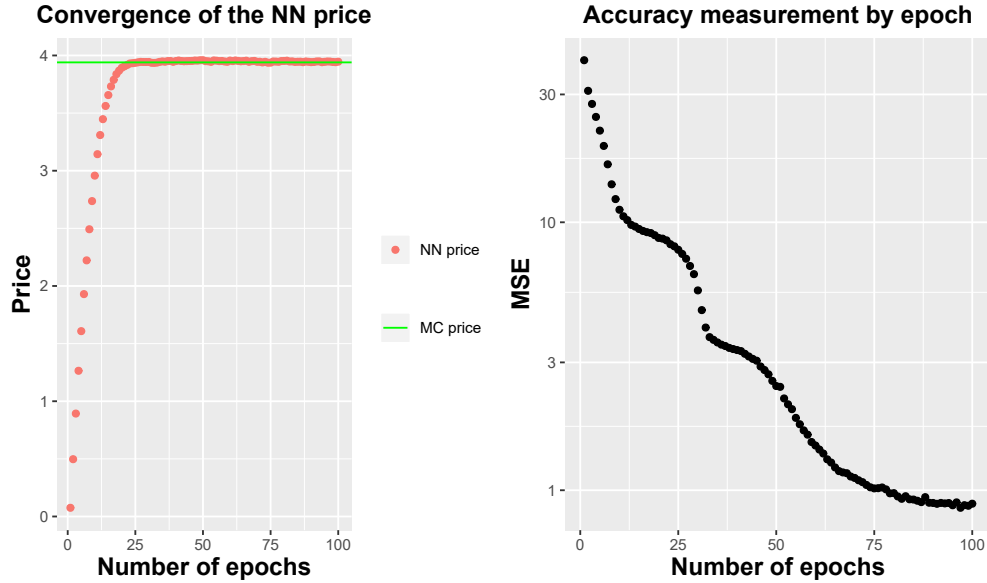 Convergence of the NN price
Price
4
3
2
1
0
0 25 50 75 100
Number of epochs
NN price
MC price
Accuracy measurement by epoch
MSE
30
10
3
1
0 25 50 75 100
Number of epochs